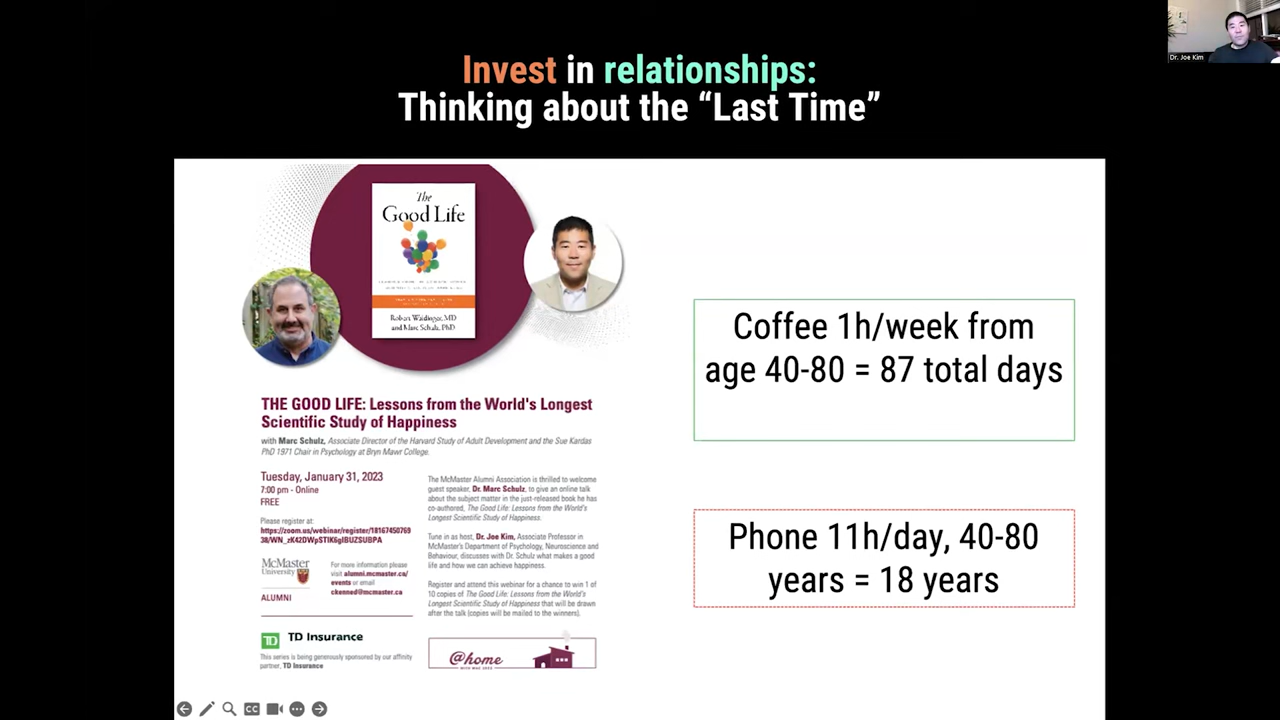 Dr. Joe Kim
Invest in relationships:
Thinking about the “Last Time”
The
Good Life
Robert Waldinger, MD
and Marc Schulz, PhD
THE GOOD LIFE: Lessons from the World's Longest
Scientific Study of Happiness
with Marc Schulz, Associate Director of the Harvard Study of Adult Development and the Sue Kardas
PhD 1971 Chair in Psychology at Bryn Mawr College.
Tuesday, January 31, 2023
7:00 pm - Online
FREE
Please register at:
https://zoom.us/webinar/register/18167450769
McMaster
University
ALUMNI
For more information please
visit alumni.mcmaster.ca/
events or email
ckenned@mcmaster.ca
TD
TD Insurance
This series is being generously sponsored by our affinity
partner, TD Insurance
The McMaster Alumni Association is thrilled to welcome
guest speaker, Dr. Marc Schulz, to give an online talk
about the subject matter in the just-released book he has
co-authored, The Good Life: Lessons from the World's
Longest Scientific Study of Happiness.
Tune in as host, Dr. Joe Kim, Associate Professor in
McMaster's Department of Psychology, Neuroscience and
Behaviour, discusses with Dr. Schulz what makes a good
life and how we can achieve happiness.
Register and attend this webinar for a chance to win 1 of
10 copies of The Good Life: Lessons from the World's
Longest Scientific Study of Happiness that will be drawn
after the talk (copies will be mailed to the winners).
@home
Coffee 1h/week from
age 40-80 = 87 total days
Phone 11h/day, 40-80
years = 18 years
CC